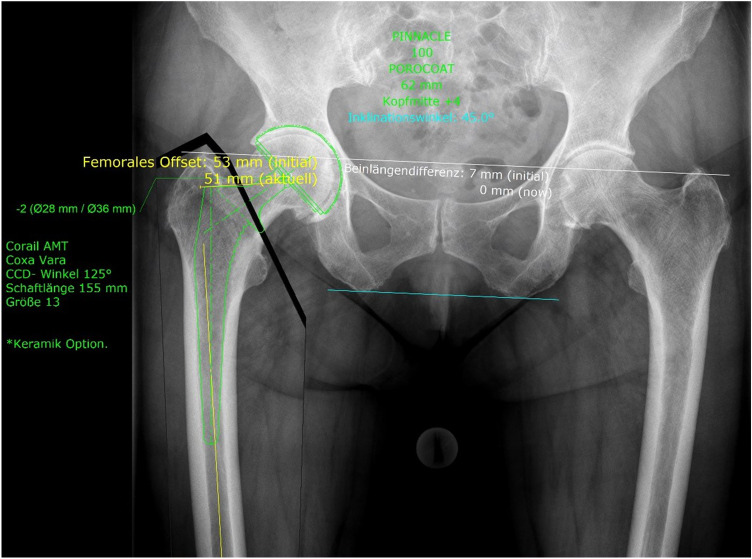 PINNACLE
100
POROCOAT
62 mm
Kopfmitte +4
Inklinationswinkel: 45.0°
Femorales Offset: 53 mm (initial)
51 mm (aktuell)
Beinlängendifferenz: 7 mm (initial)
0 mm (now)
-2 (Ø28 mm / Ø36 mm)
Corail AMT
Coxa Vara
CCD- Winkel 125°
Schaftlänge 155 mm
Größe 13
*Keramik Option.